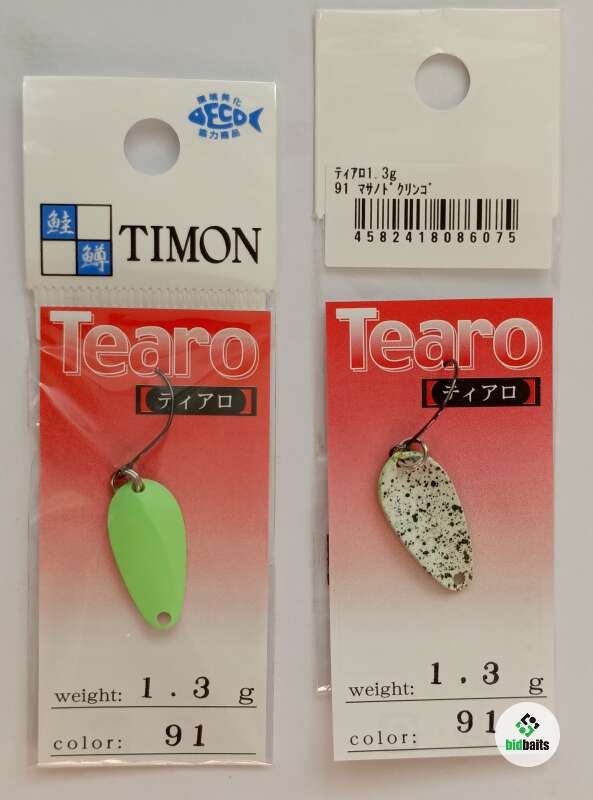 環境負化
ECO
協力商品
鮭
鱒
TIMON
Tearo
ティアロ
weight: 1.3 g
color: 91
ﾃｨｱﾛ1.3g
91 ﾏｻﾉﾄﾞｸﾘﾝｺﾞ
4582418086075
Tearo
ティアロ
weight: 1.3 g
color: 91
bidbaits